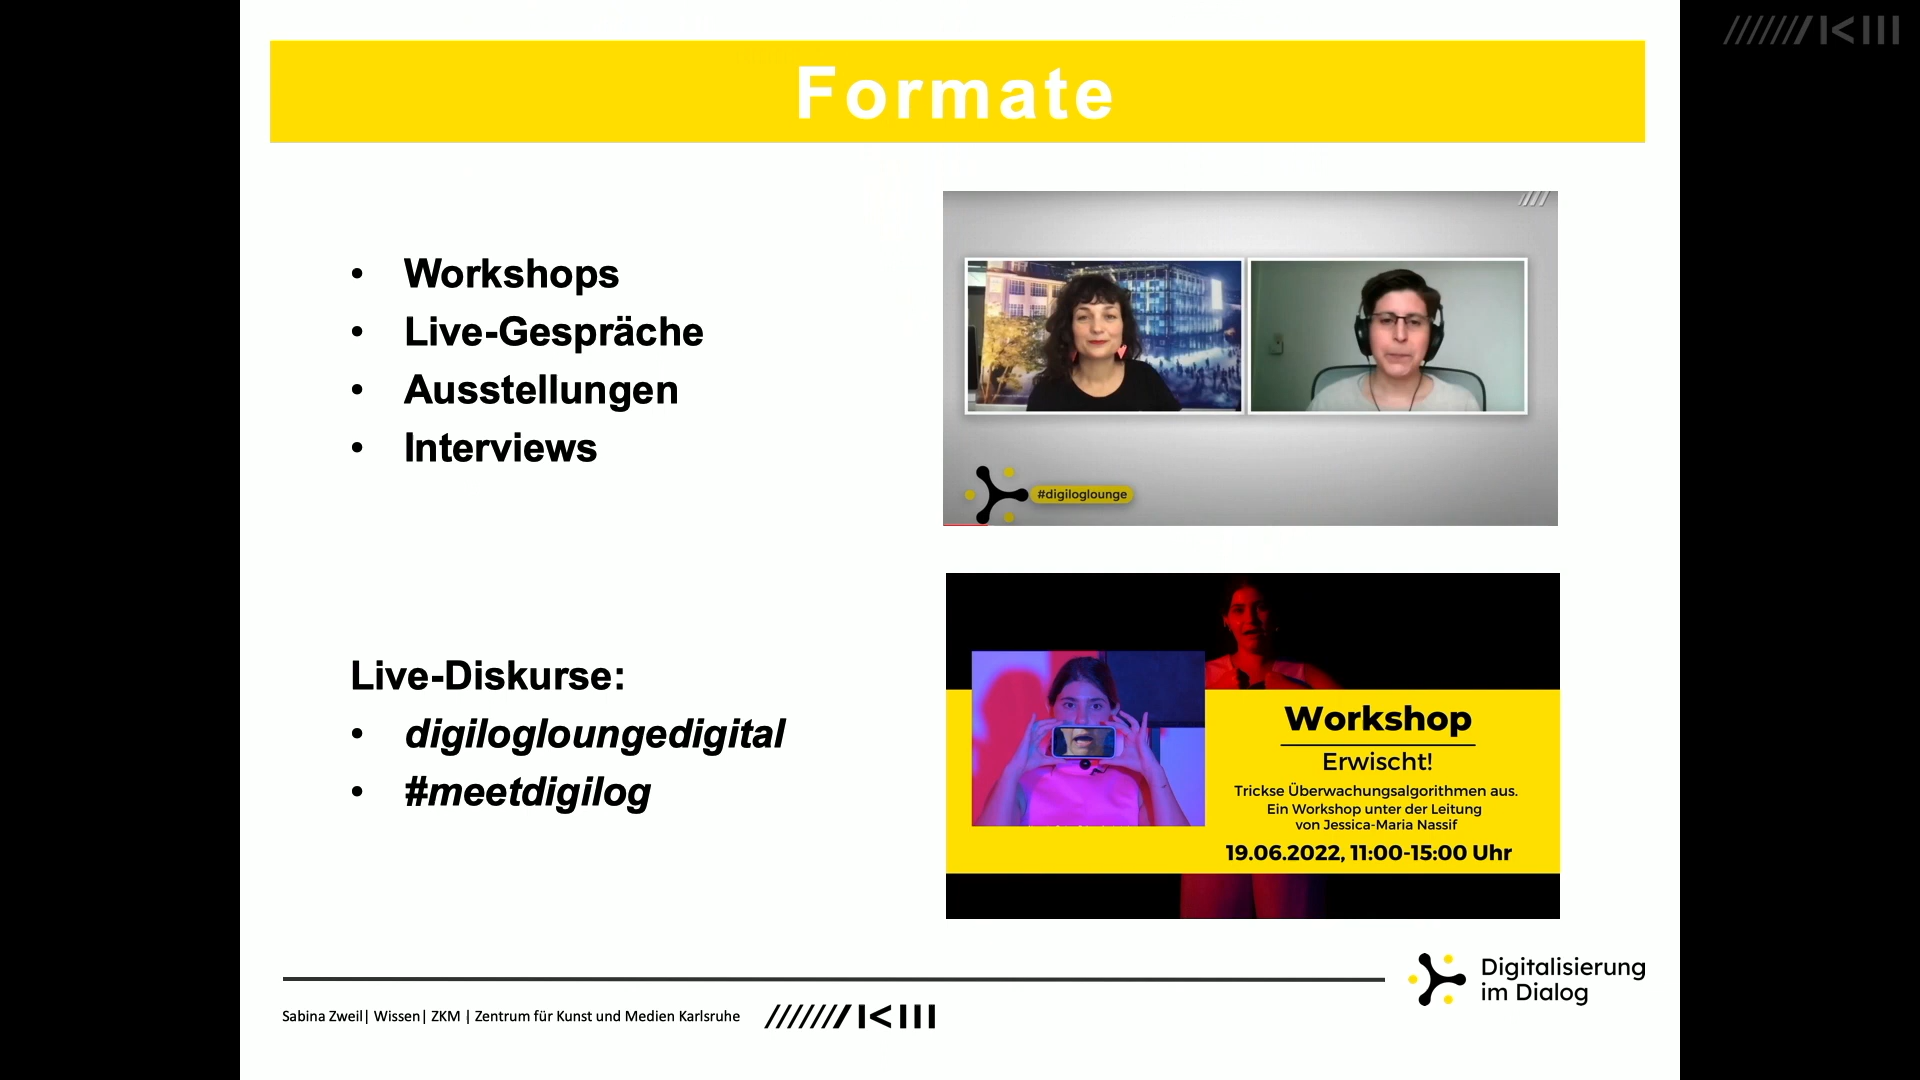 Formate
• Workshops
• Live-Gespräche
• Ausstellungen
• Interviews
#digiloglounge
Live-Diskurse:
• digilogloungedigital
• #meetdigilog
Workshop
Erwischt!
Trickse Überwachungsalgorithmen aus.
Ein Workshop unter der Leitung
von Jessica-Maria Nassif
19.06.2022, 11:00-15:00 Uhr
Digitalisierung
im Dialog
Sabina Zweil| Wissen| ZKM | Zentrum für Kunst und Medien Karlsruhe